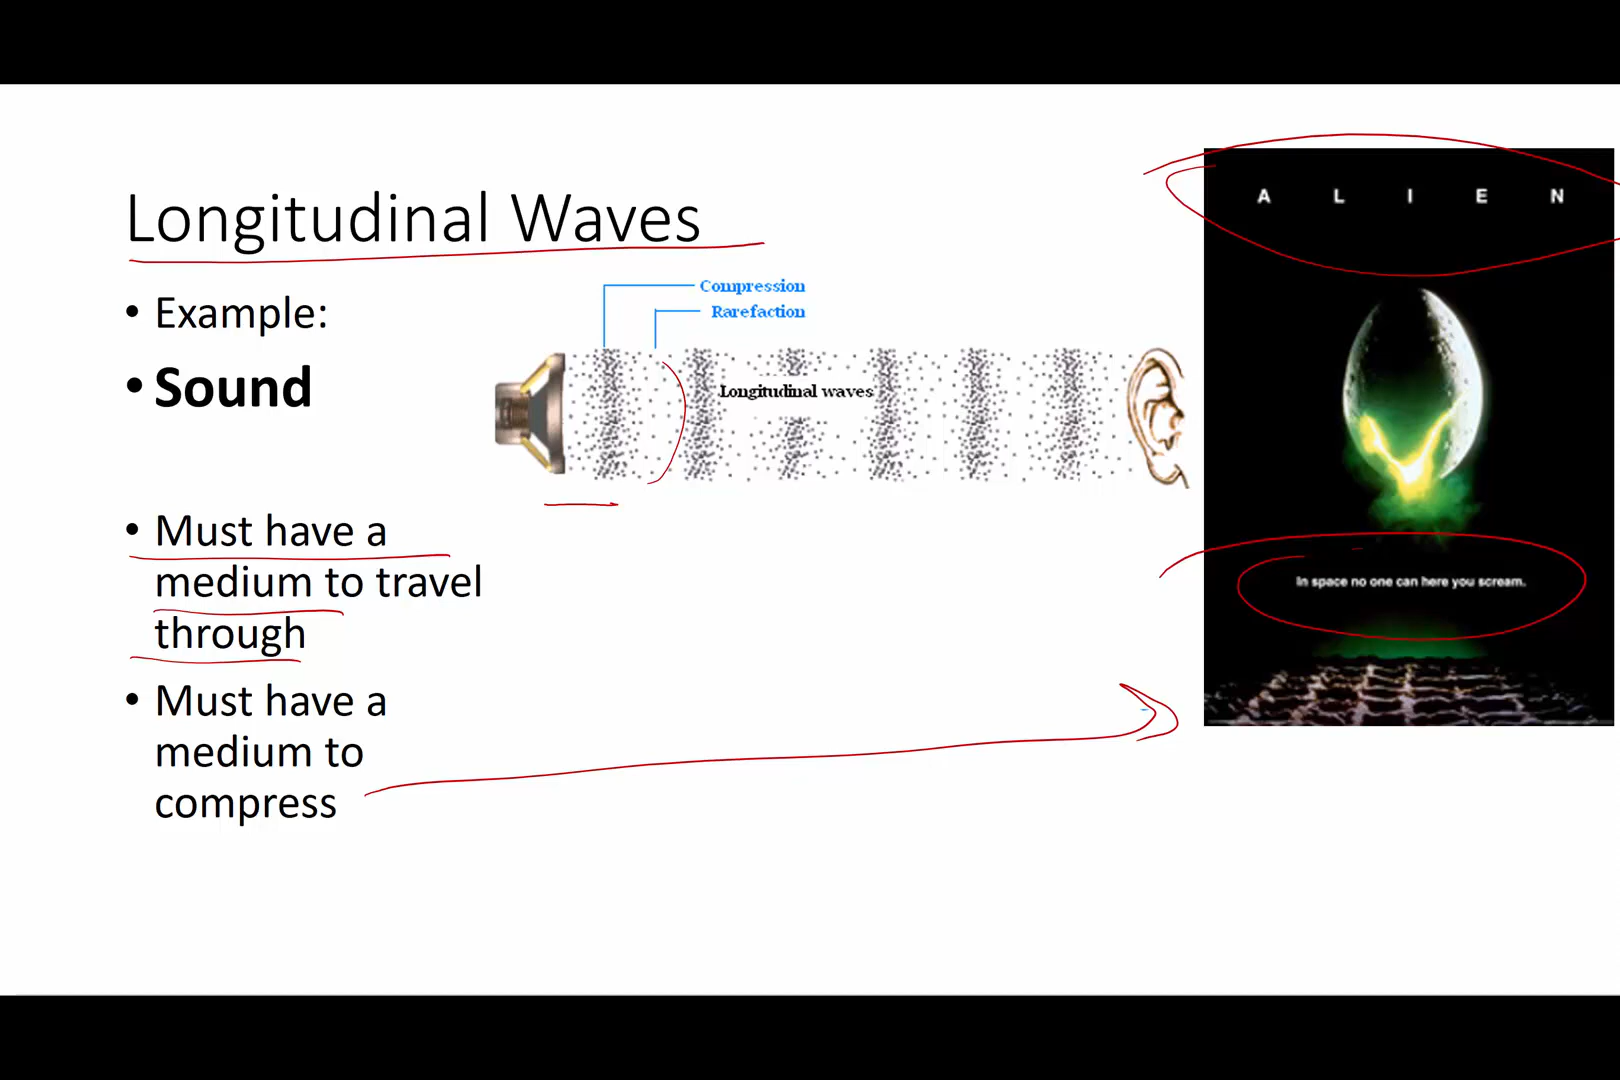 Longitudinal Waves
• Example:
• Sound
• Must have a
medium to travel
through
• Must have a
medium to
compress
Compression
Rarefaction
Longitudinal waves
A L I E N
In space no one can here you scream.